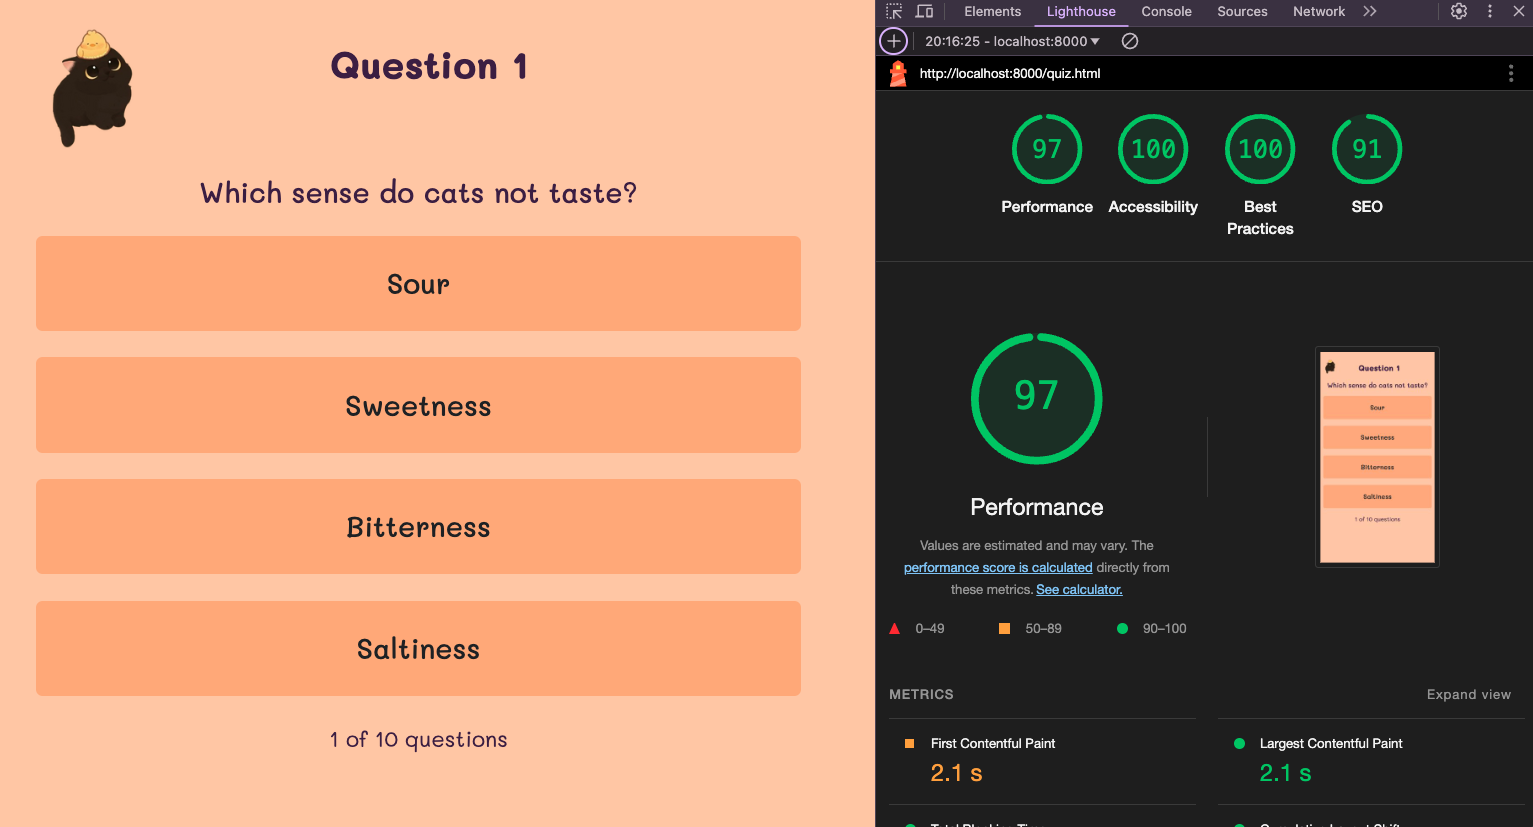 Question 1
Which sense do cats not taste?
Sour
Sweetness
Bitterness
Saltiness
1 of 10 questions
Elements Lighthouse Console Sources Network
20:16:25 - localhost:8000
http://localhost:8000/quiz.html
97 100 100 91
Performance Accessibility Best Practices SEO
97
Performance
Values are estimated and may vary. The
performance score is calculated directly from
these metrics. See calculator.
0–49 50–89 90–100
Question 1
Which sense do cats not taste?
Sour
Sweetness
Bitterness
Saltiness
1 of 10 questions
METRICS Expand view
First Contentful Paint
2.1 s
Largest Contentful Paint
2.1 s